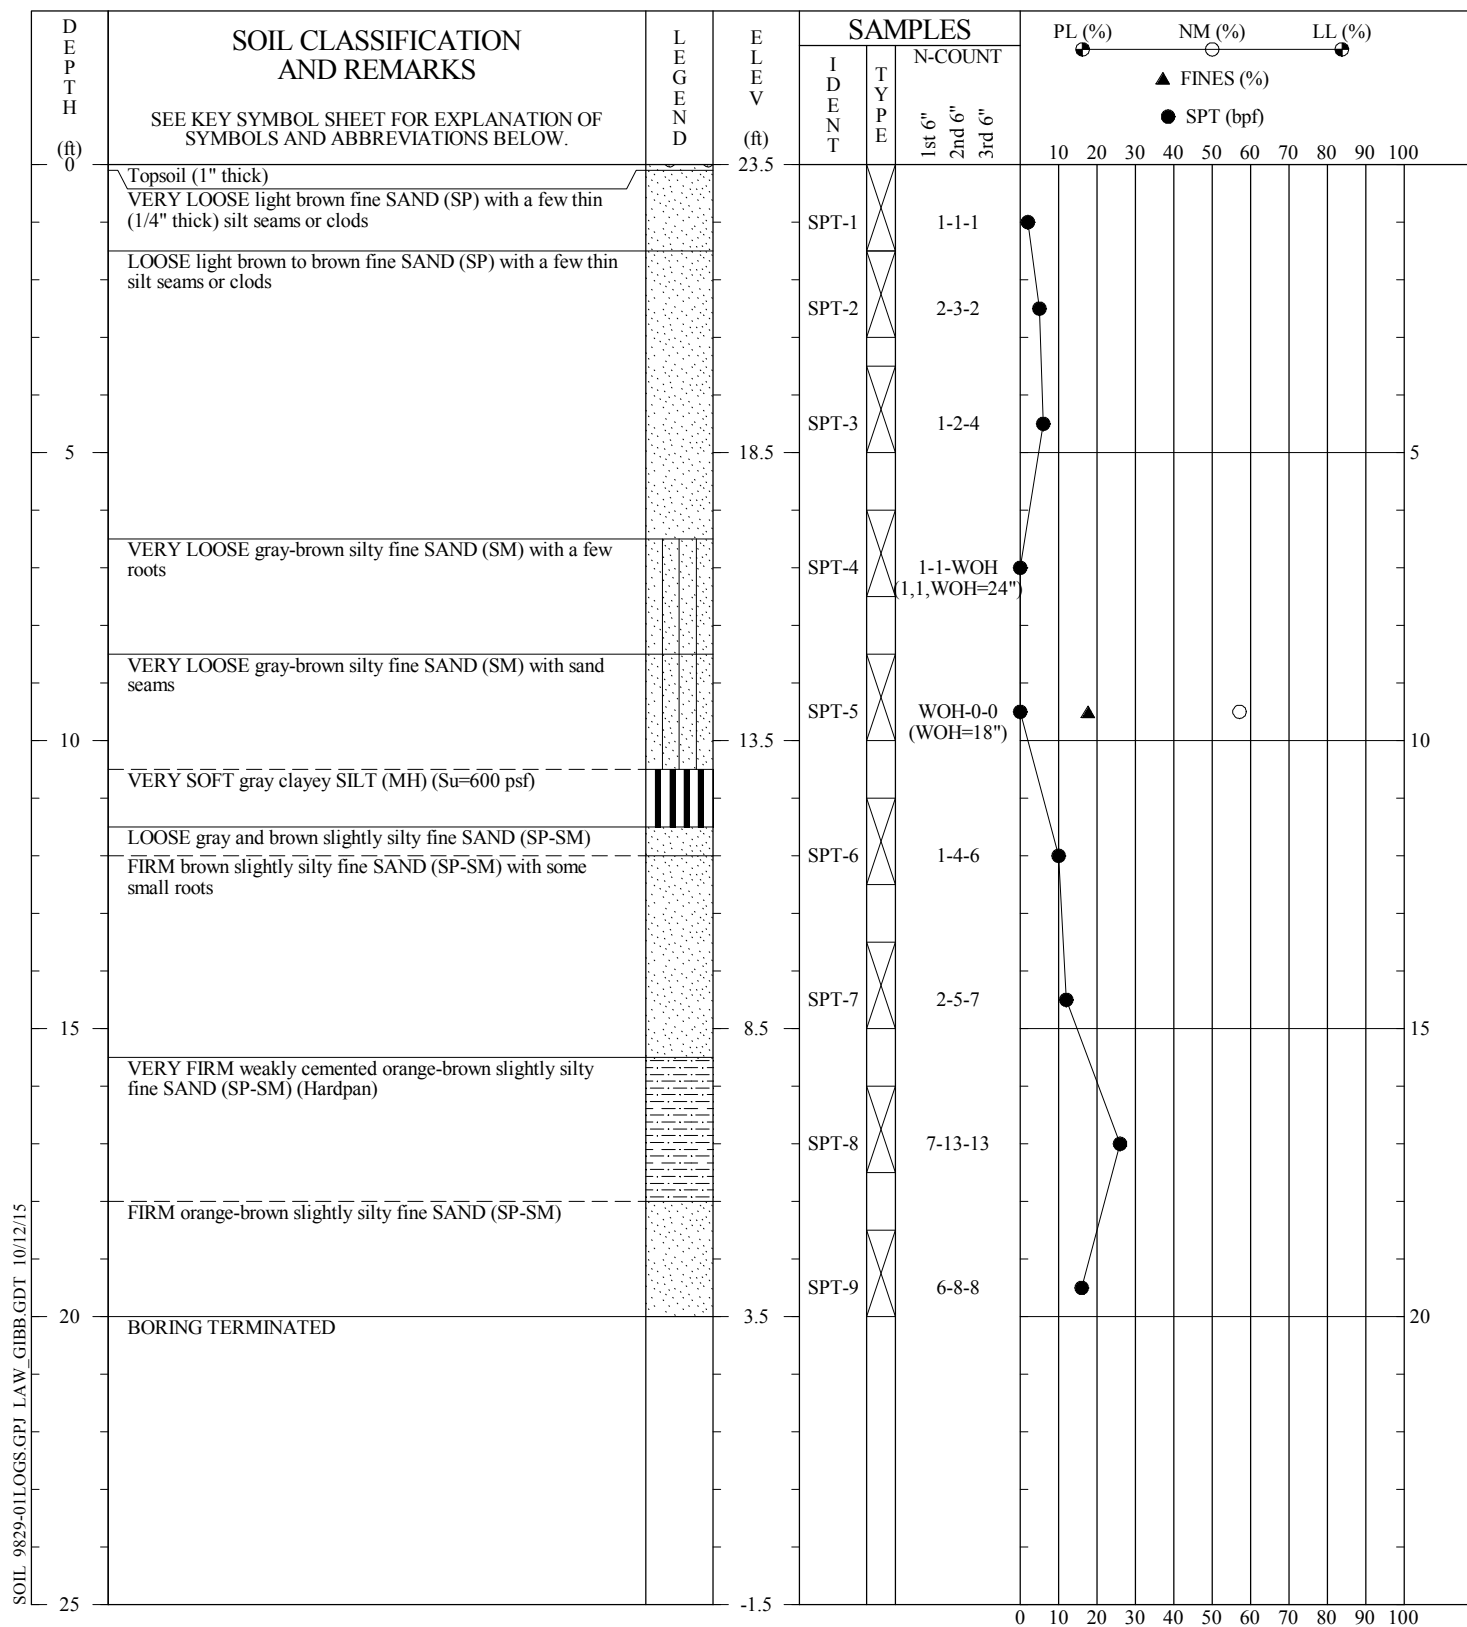 DEPTH
(ft)
SOIL CLASSIFICATION
AND REMARKS
SEE KEY SYMBOL SHEET FOR EXPLANATION OF
SYMBOLS AND ABBREVIATIONS BELOW.
LEGEND
ELEV
(ft)
SAMPLES
IDENT
TYPE
N-COUNT
1st 6"
2nd 6"
3rd 6"
PL (%) NM (%) LL (%)
FINES (%)
SPT (bpf)
10 20 30 40 50 60 70 80 90 100
0 23.5
Topsoil (1" thick)
VERY LOOSE light brown fine SAND (SP) with a few thin
(1/4" thick) silt seams or clods
SPT-1 1-1-1
LOOSE light brown to brown fine SAND (SP) with a few thin
silt seams or clods
SPT-2 2-3-2
SPT-3 1-2-4
5 18.5 5
VERY LOOSE gray-brown silty fine SAND (SM) with a few
roots
SPT-4 1-1-WOH
(1,1,WOH=24")
VERY LOOSE gray-brown silty fine SAND (SM) with sand
seams
SPT-5 WOH-0-0
(WOH=18")
10 13.5 10
VERY SOFT gray clayey SILT (MH) (Su=600 psf)
LOOSE gray and brown slightly silty fine SAND (SP-SM)
SPT-6 1-4-6
FIRM brown slightly silty fine SAND (SP-SM) with some
small roots
SPT-7 2-5-7
15 8.5 15
VERY FIRM weakly cemented orange-brown slightly silty
fine SAND (SP-SM) (Hardpan)
SPT-8 7-13-13
FIRM orange-brown slightly silty fine SAND (SP-SM)
SPT-9 6-8-8
20 3.5 20
BORING TERMINATED
25 -1.5
0 10 20 30 40 50 60 70 80 90 100
SOIL 9829-01LOGS.GPJ LAW_GIBB.GDT 10/12/15